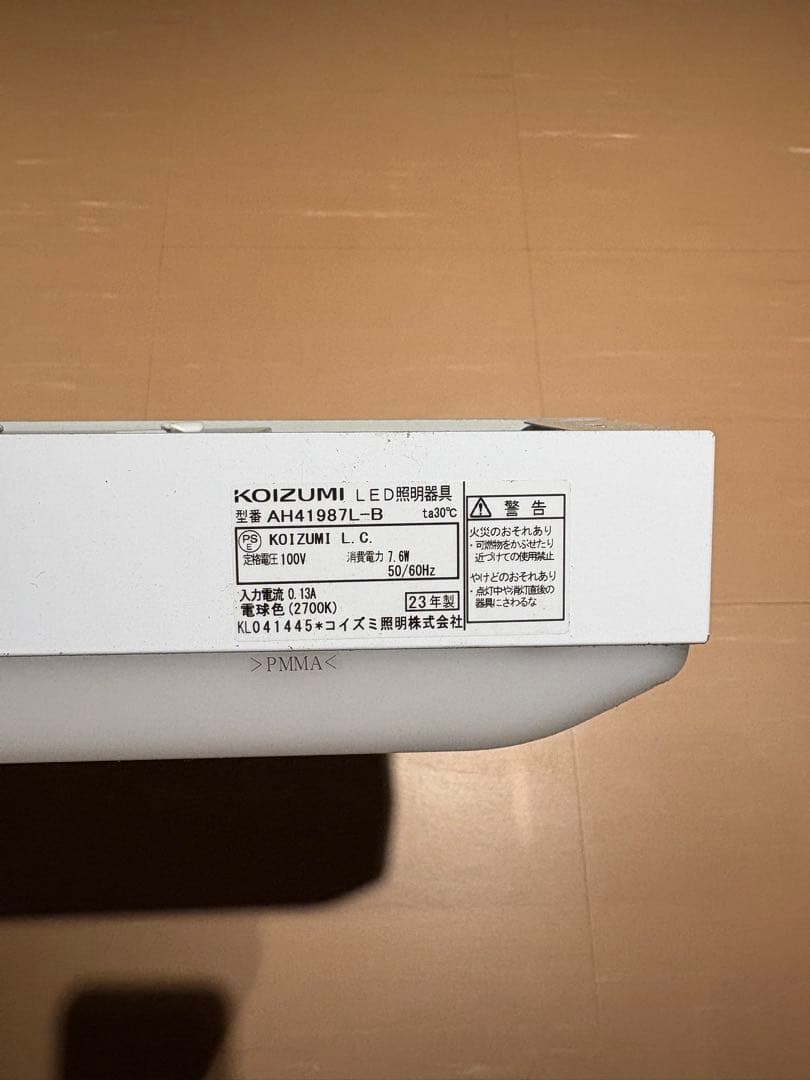 KOIZUMI LED照明器具
型番 AH41987L-B ta30℃
PSE KOIZUMI L.C.
定格電圧100V 消費電力 7.6W
50/60Hz
入力電流 0.13A
電球色(2700K) 23年製
KL041445*コイズミ照明株式会社
警告
火災のおそれあり
・可燃物をかぶせたり
近づけての使用禁止
やけどのおそれあり
・点灯中や消灯直後の
器具にさわるな
>PMMA<